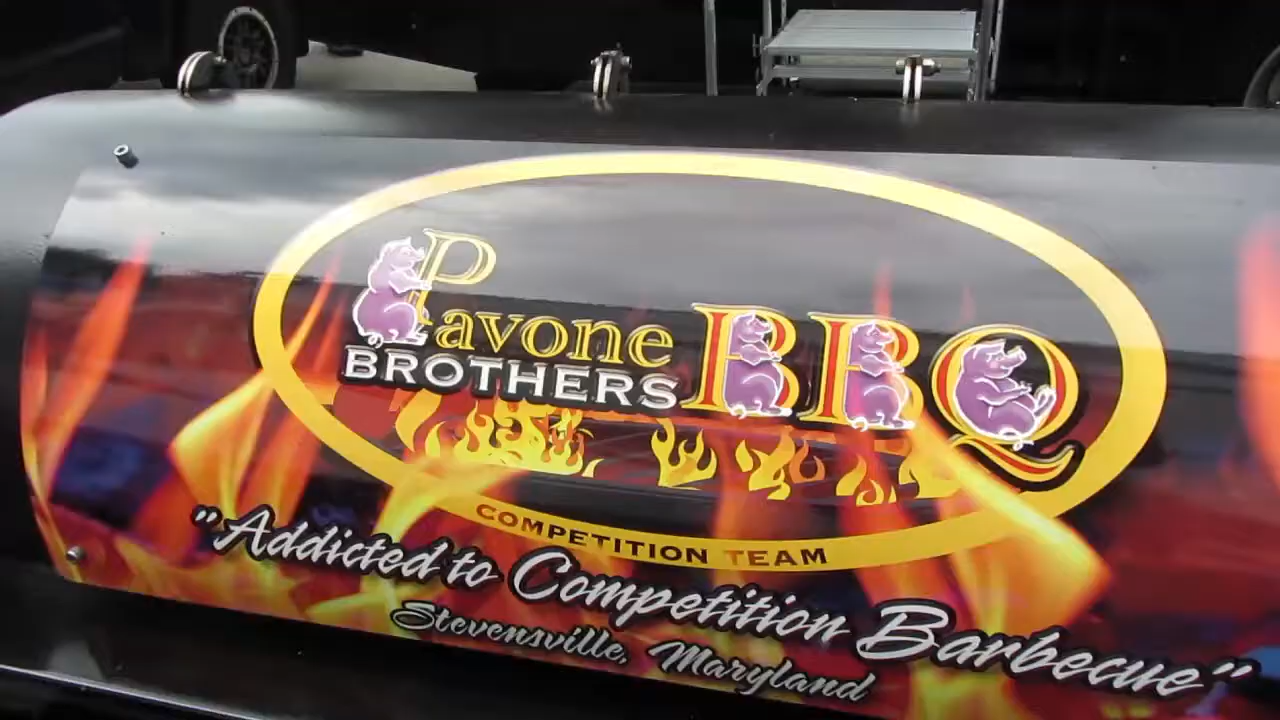 Pavone BBQ
BROTHERS
COMPETITION TEAM
"Addicted to Competition Barbecue"
Stevensville, Maryland